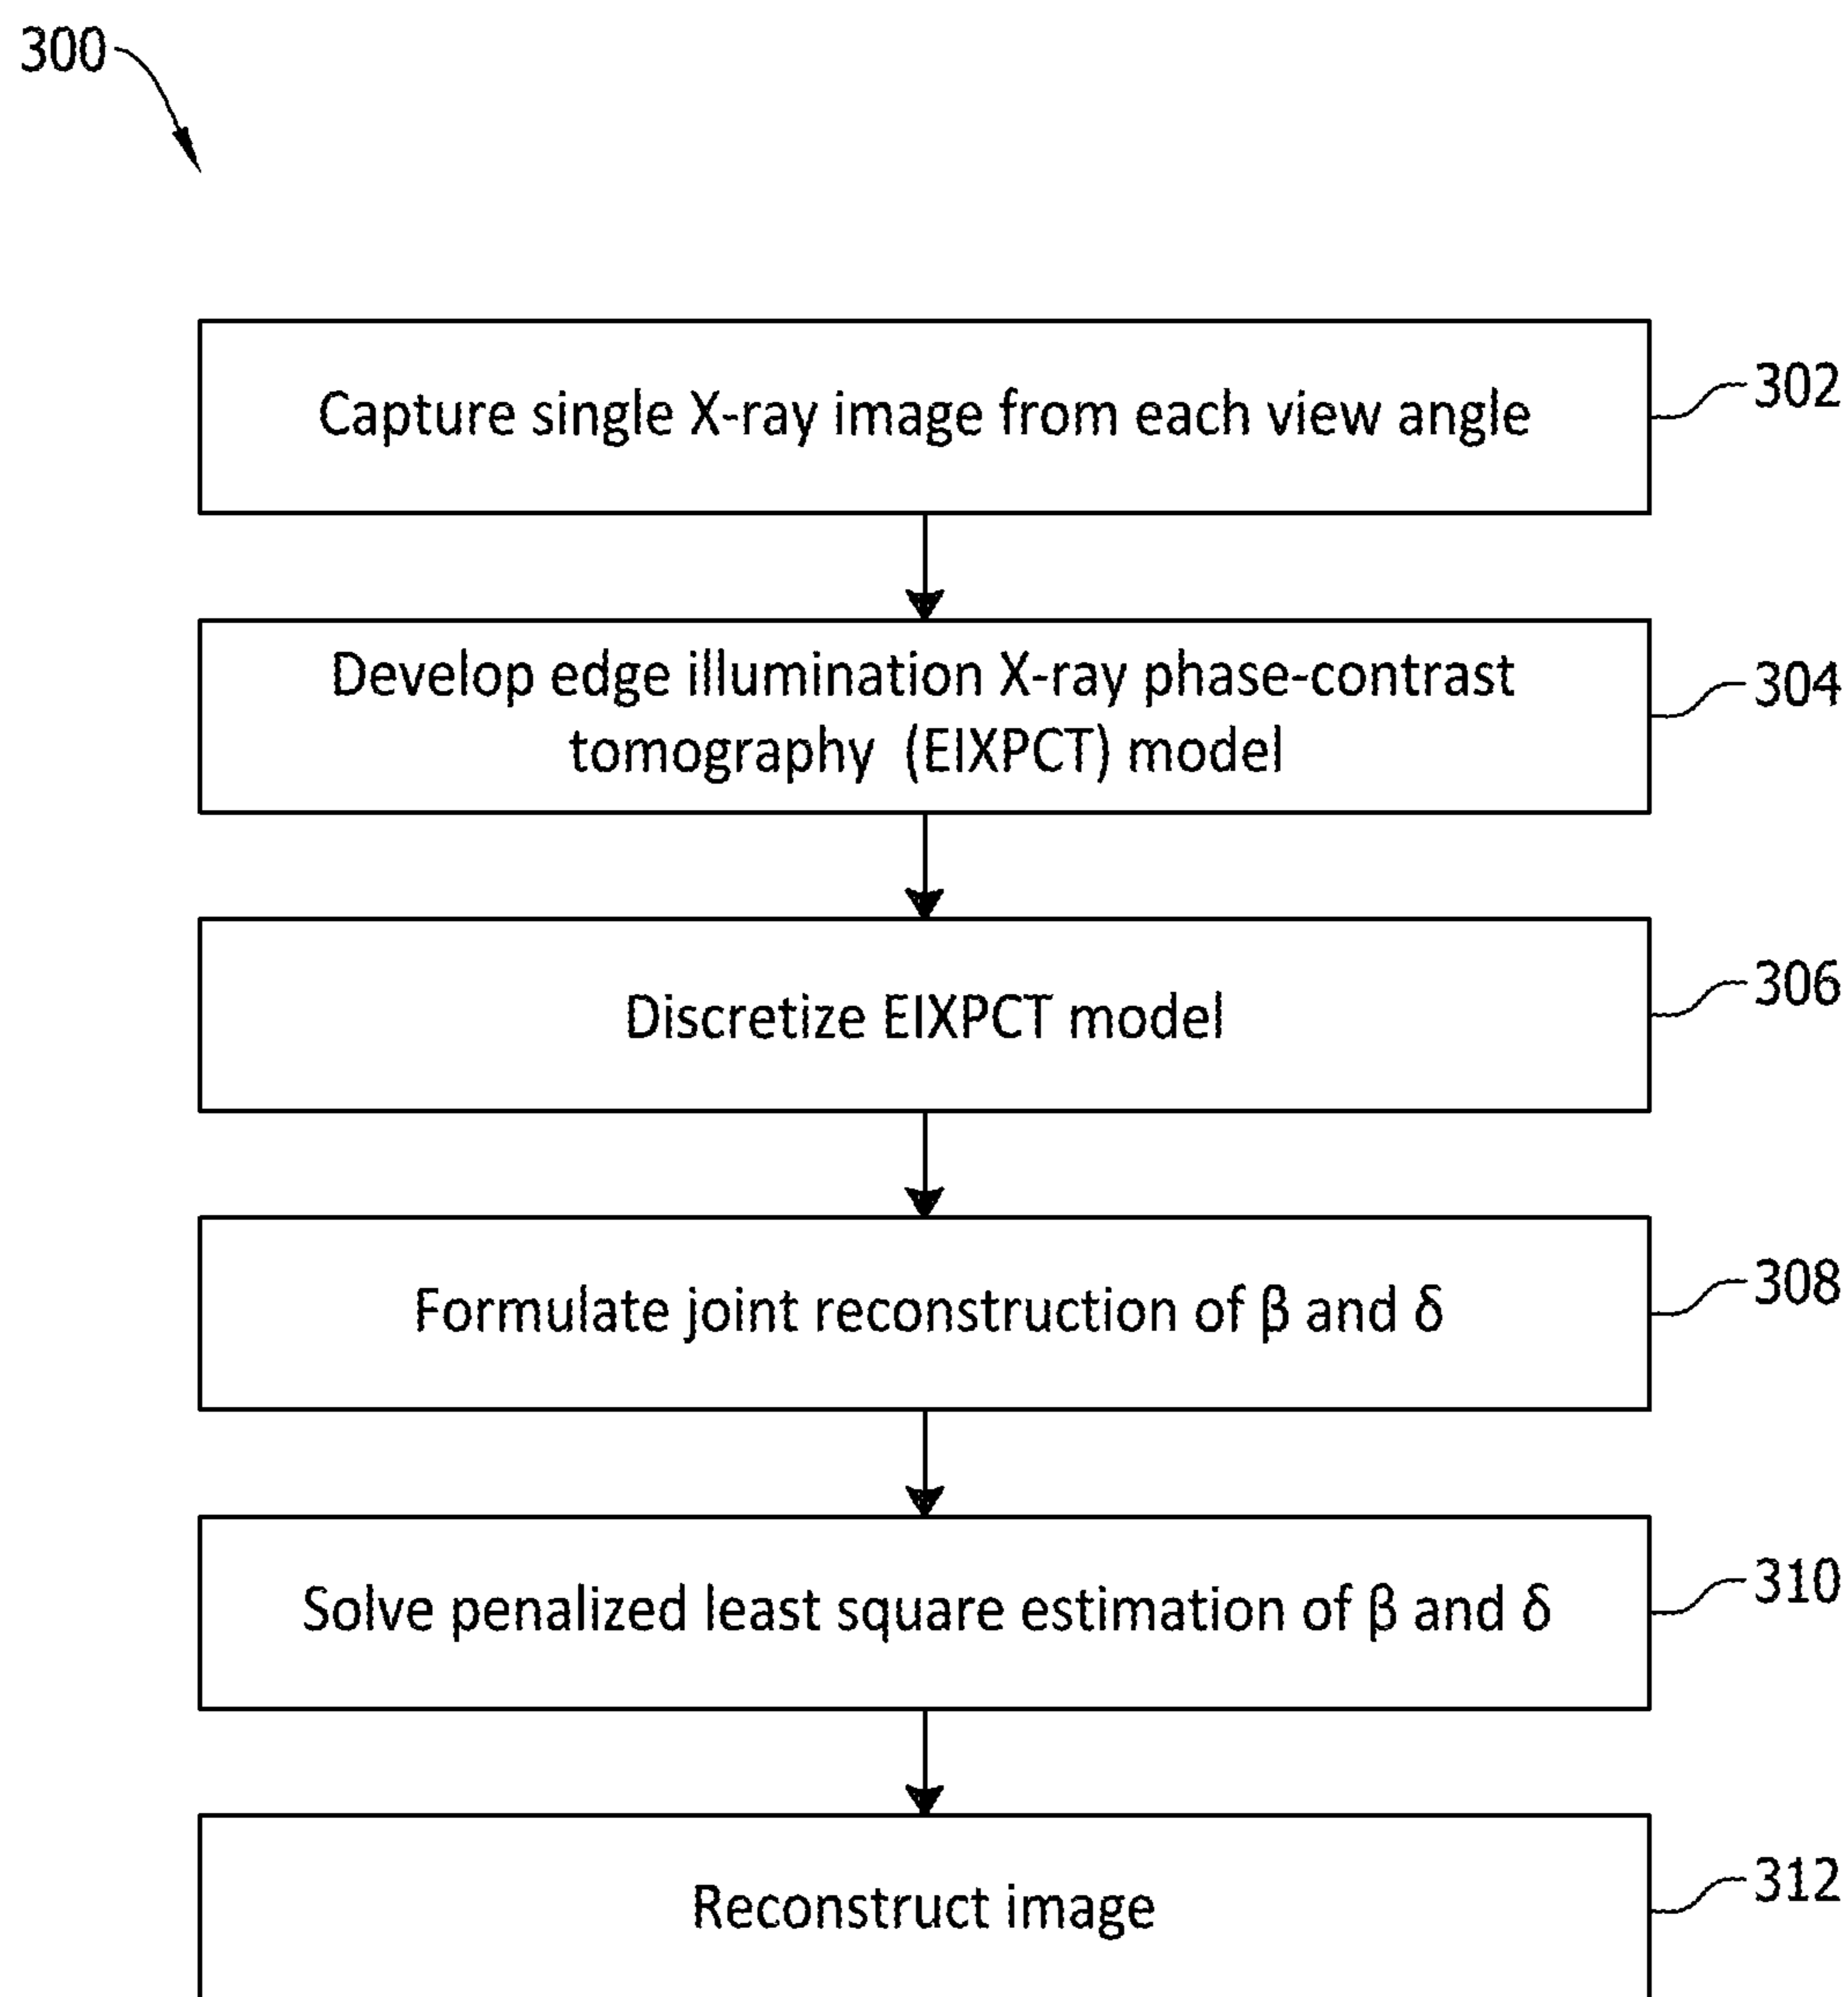 300
Capture single X-ray image from each view angle
302
Develop edge illumination X-ray phase-contrast
tomography (EIXPCT) model
304
Discretize EIXPCT model
306
Formulate joint reconstruction of β and δ
308
Solve penalized least square estimation of β and δ
310
Reconstruct image
312